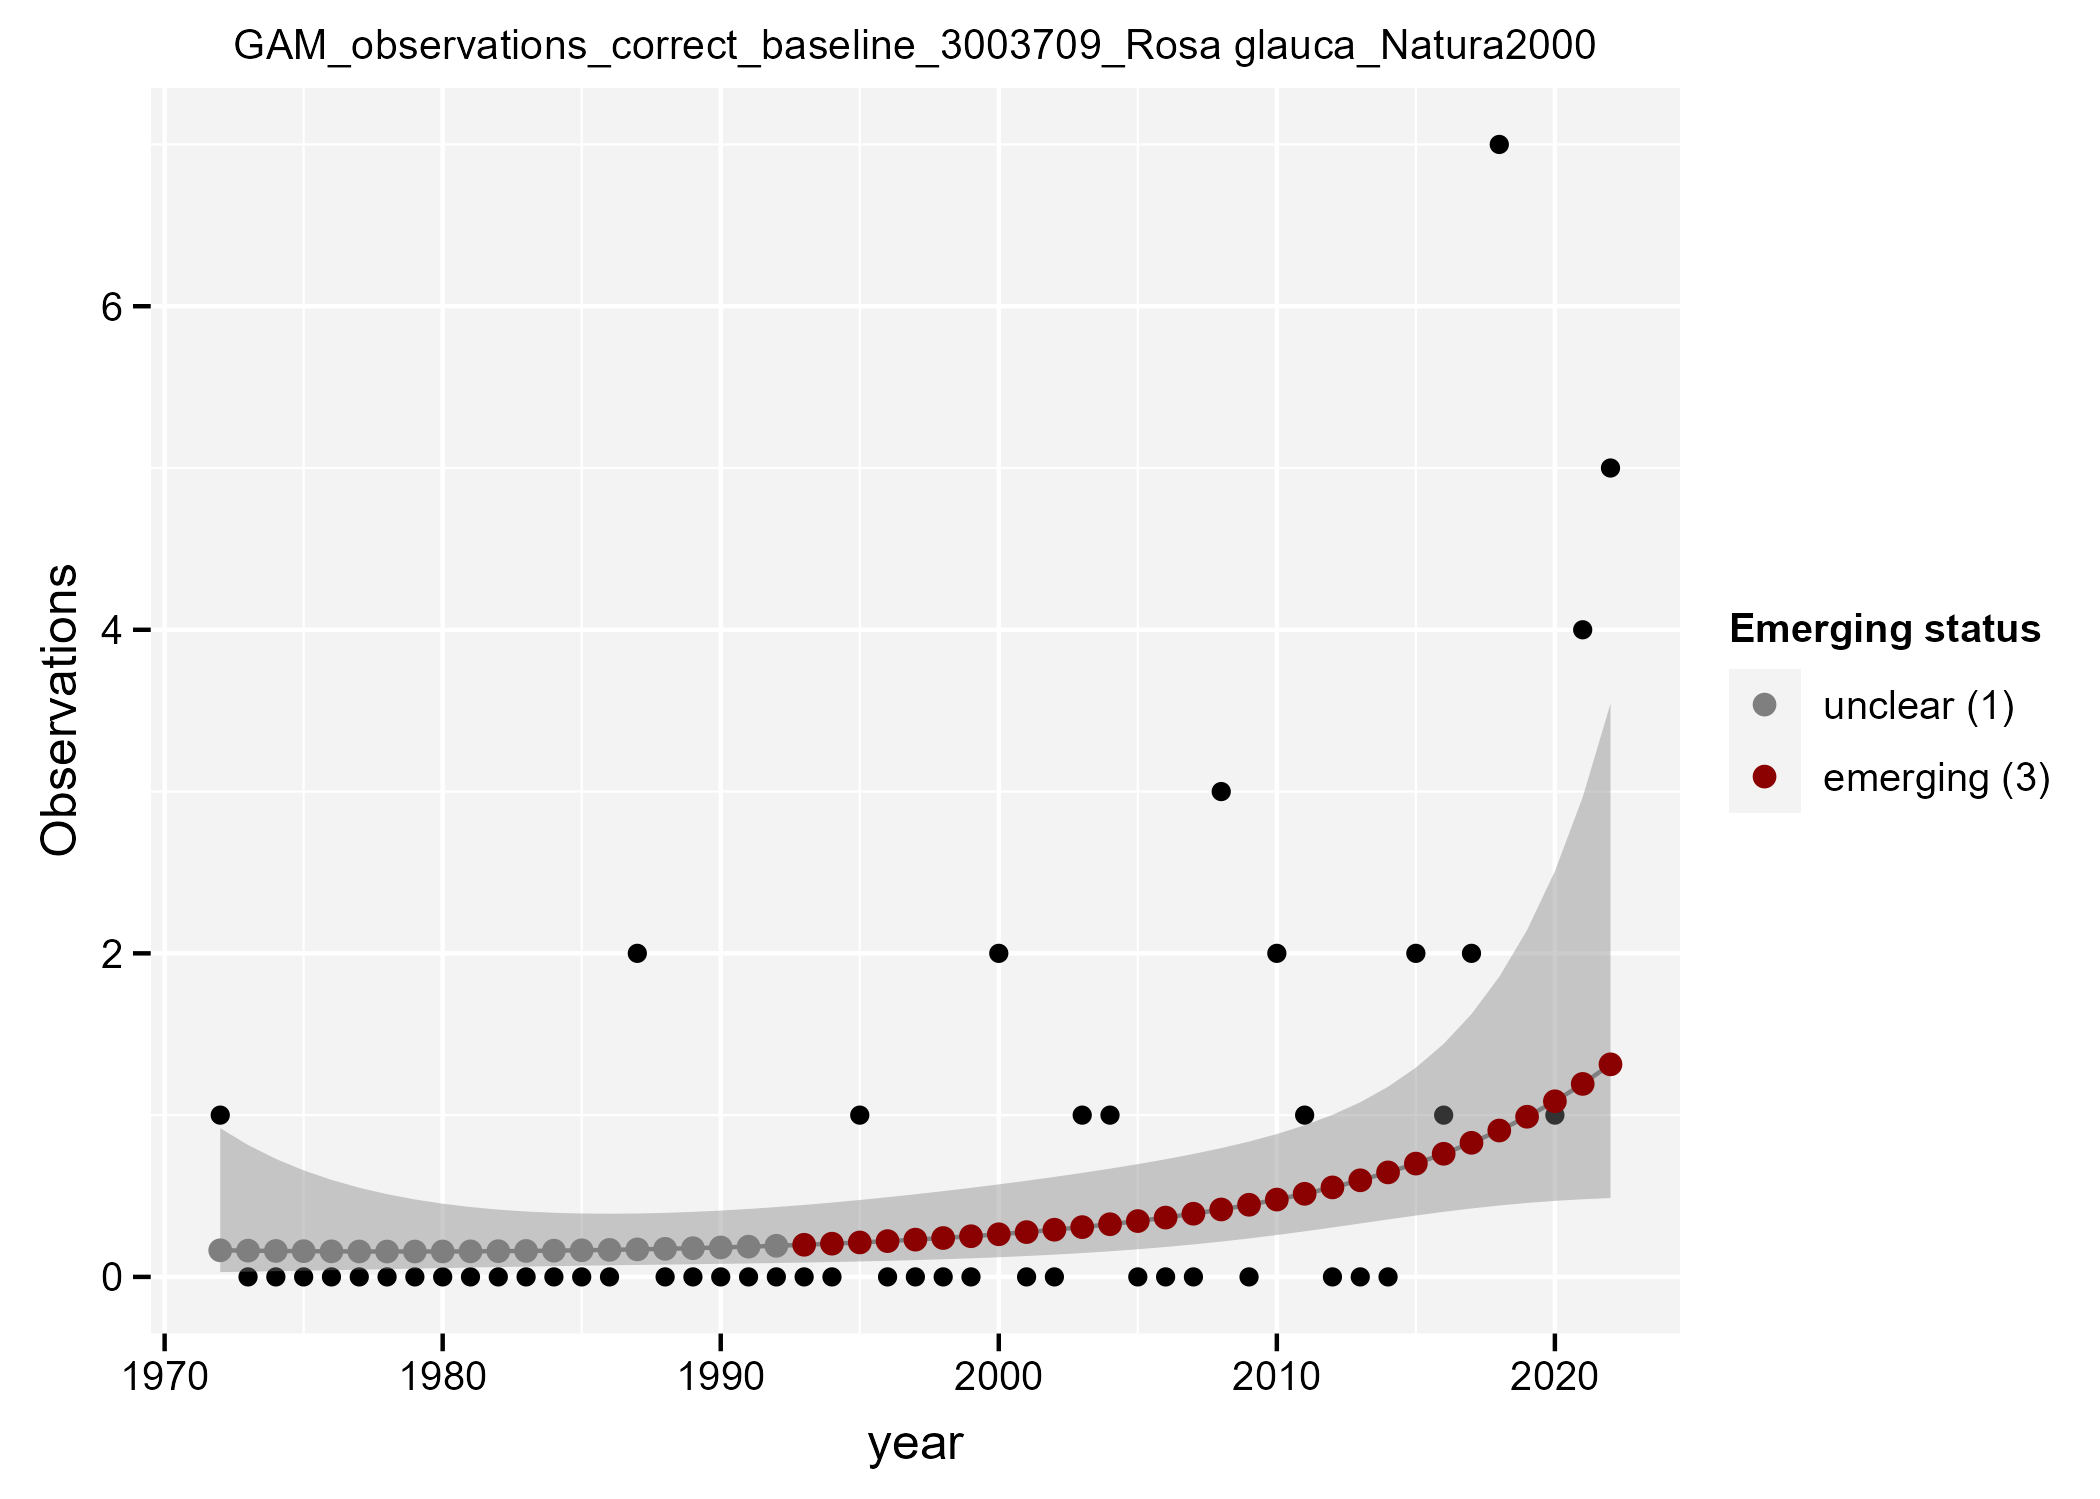 GAM_observations_correct_baseline_3003709_Rosa glauca_Natura2000
Observations
6
4
2
0
1970 1980 1990 2000 2010 2020
year
Emerging status
unclear (1)
emerging (3)